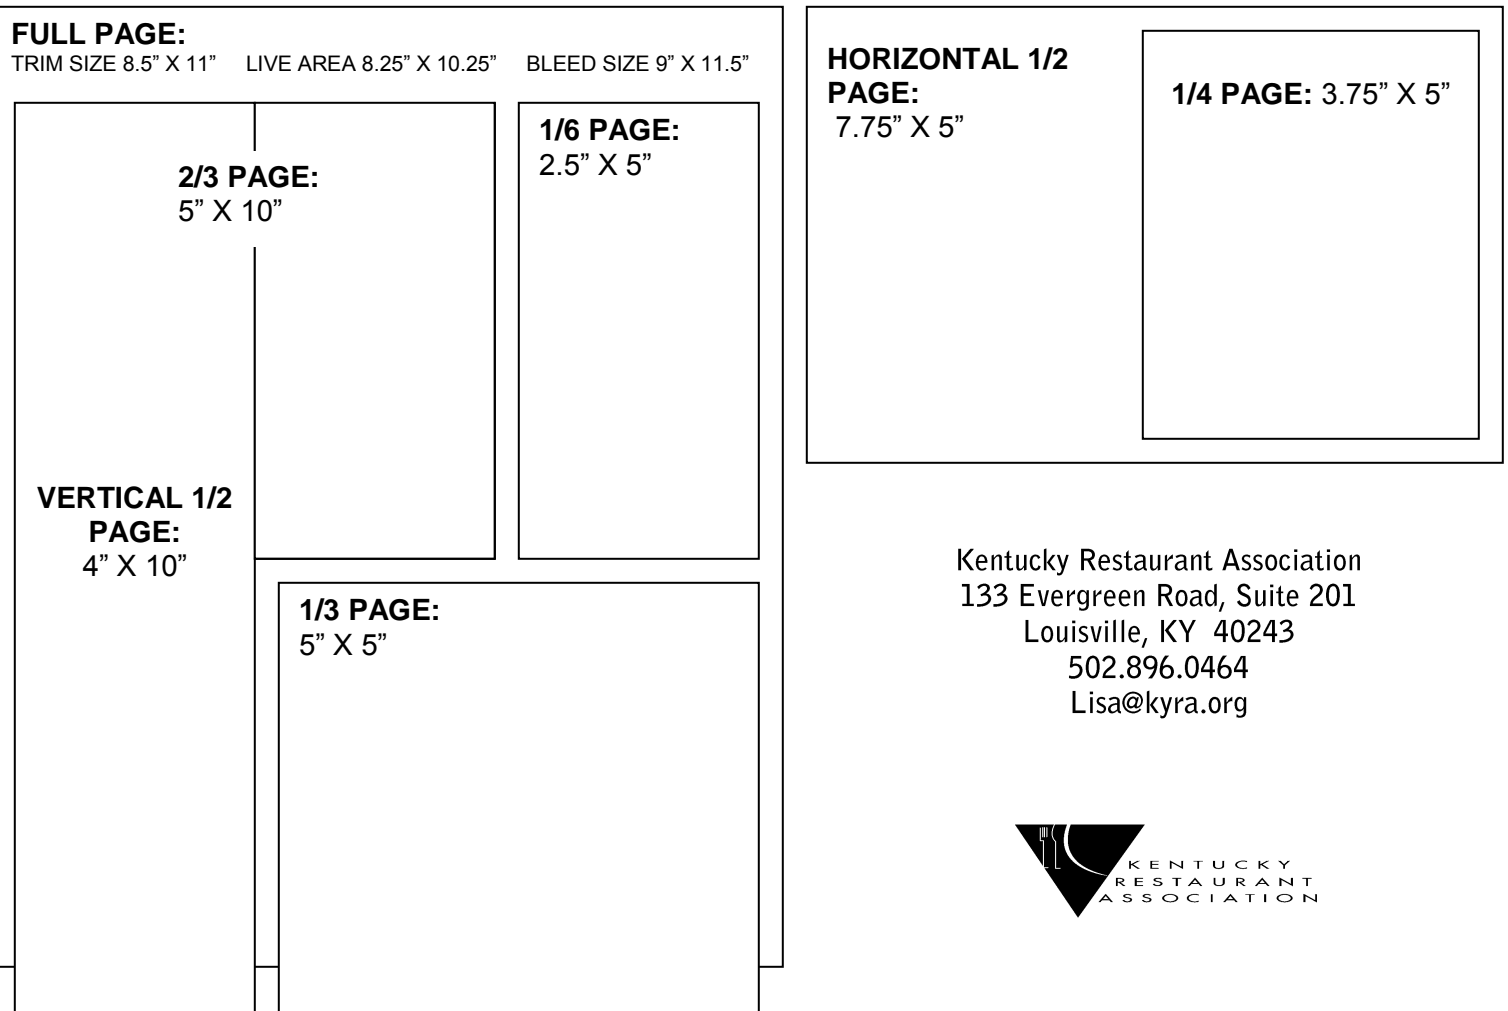 FULL PAGE:
TRIM SIZE 8.5” X 11” LIVE AREA 8.25” X 10.25” BLEED SIZE 9” X 11.5”
2/3 PAGE:
5” X 10”
1/6 PAGE:
2.5” X 5”
VERTICAL 1/2
PAGE:
4” X 10”
1/3 PAGE:
5” X 5”
HORIZONTAL 1/2
PAGE:
7.75” X 5”
1/4 PAGE: 3.75” X 5”
Kentucky Restaurant Association
133 Evergreen Road, Suite 201
Louisville, KY 40243
502.896.0464
Lisa@kyra.org
KENTUCKY
RESTAURANT
ASSOCIATION